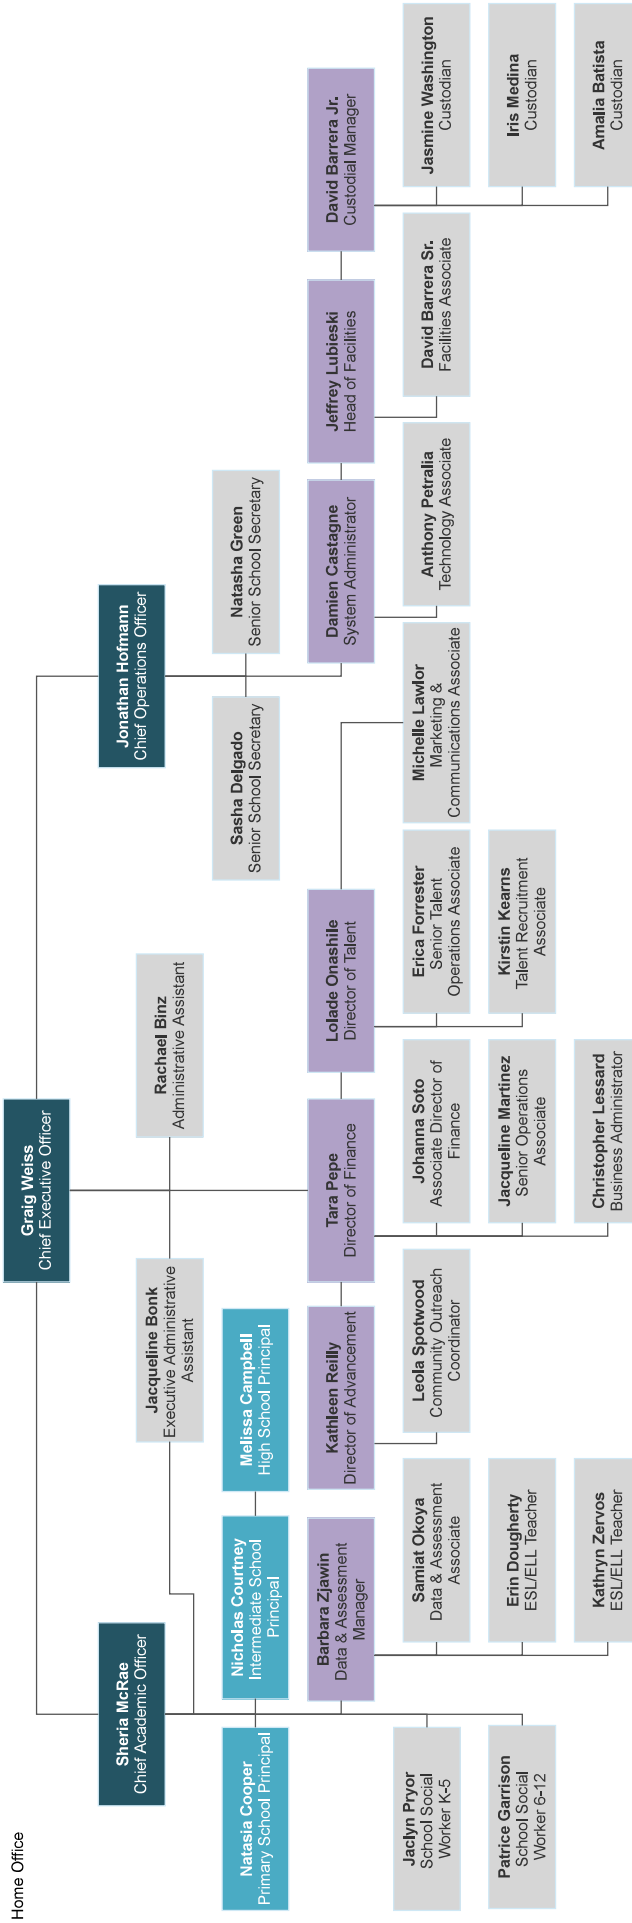 Home Office
Graig Weiss
Chief Executive Officer
Sheria McRae
Chief Academic Officer
Jonathan Hofmann
Chief Operations Officer
Jacqueline Bonk
Executive Administrative
Assistant
Rachael Binz
Administrative Assistant
Natasia Cooper
Primary School Principal
Nicholas Courtney
Intermediate School
Principal
Melissa Campbell
High School Principal
Sasha Delgado
Senior School Secretary
Natasha Green
Senior School Secretary
Barbara Zjawin
Data & Assessment
Manager
Kathleen Reilly
Director of Advancement
Tara Pepe
Director of Finance
Lolade Onashile
Director of Talent
Damien Castagne
System Administrator
Jeffrey Lubieski
Head of Facilities
David Barrera Jr.
Custodial Manager
Jaclyn Pryor
School Social
Worker K-5
Samiat Okoya
Data & Assessment
Associate
Leola Spotwood
Community Outreach
Coordinator
Johanna Soto
Associate Director of
Finance
Erica Forrester
Senior Talent
Operations Associate
Michelle Lawlor
Marketing &
Communications Associate
Anthony Petralia
Technology Associate
David Barrera Sr.
Facilities Associate
Jasmine Washington
Custodian
Patrice Garrison
School Social
Worker 6-12
Erin Dougherty
ESL/ELL Teacher
Jacqueline Martinez
Senior Operations
Associate
Kirstin Kearns
Talent Recruitment
Associate
Iris Medina
Custodian
Kathryn Zervos
ESL/ELL Teacher
Christopher Lessard
Business Administrator
Amalia Batista
Custodian